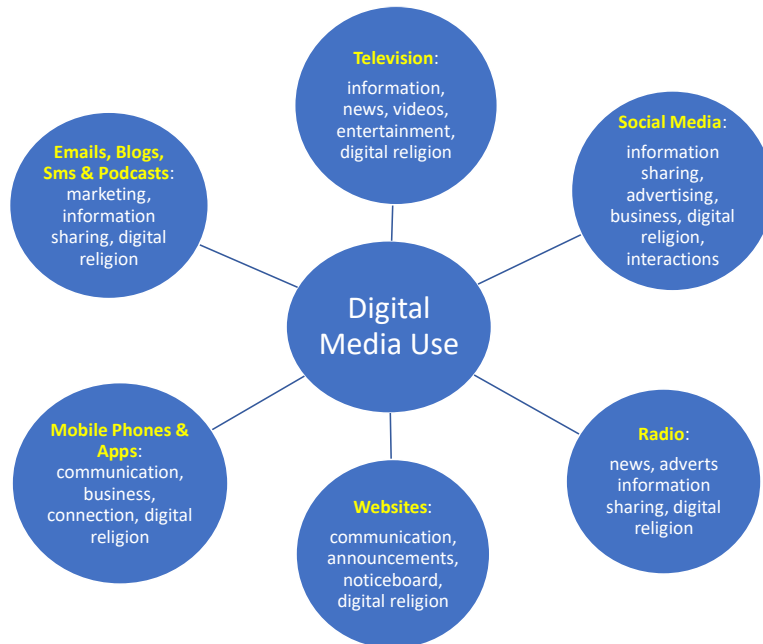 Television:
information,
news, videos,
entertainment,
digital religion
Social Media:
information
sharing,
advertising,
business, digital
religion,
interactions
Radio:
news, adverts
information
sharing, digital
religion
Websites:
communication,
announcements,
noticeboard,
digital religion
Mobile Phones &
Apps:
communication,
business,
connection, digital
religion
Emails, Blogs,
Sms & Podcasts:
marketing,
information
sharing, digital
religion
Digital
Media Use